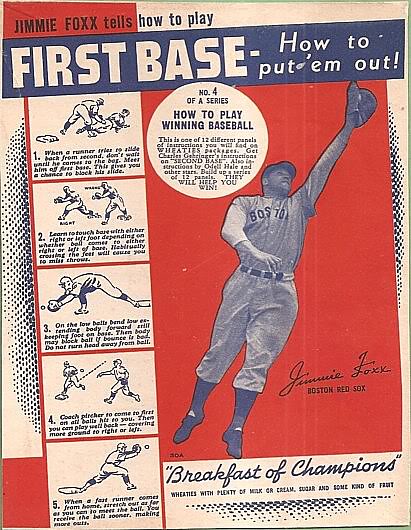 JIMMIE FOXX tells how to play
FIRST BASE-
How to
put 'em out!
NO. 4
OF A SERIES
HOW TO PLAY
WINNING BASEBALL
This is one of 12 different panels
of instructions you will find on
WHEATIES packages. Get
Charles Gehringer's instructions
on "SECOND BASE". Also in-
structions by Odell Hale and
other stars. Build up a series
of 12 panels. THEY
WILL HELP YOU
WIN!
1. When a runner tries to slide
back from second, don't wait
until he comes to the bag. Meet
him off first base. This gives you
a chance to block his slide.
WRONG
RIGHT
2. Learn to touch base with either
right or left foot depending on
whether ball comes to either
right or left of base. Habitually
crossing the feet will cause you
to miss throws.
3. On the low balls bend low ex-
tending body forward still
keeping foot on base. Then body
may block ball if bounce is bad.
Do not turn head away from ball.
4. Coach pitcher to come to first
on all balls hit to you. Then
you can play well back — covering
more ground to right or left.
5. When a fast runner comes
from home, stretch out as far
as you can to meet the ball. You
receive the ball sooner, making
more outs.
BOSTON
Jimmie Foxx
BOSTON RED SOX
30A
"Breakfast of Champions"
WHEATIES WITH PLENTY OF MILK OR CREAM, SUGAR AND SOME KIND OF FRUIT